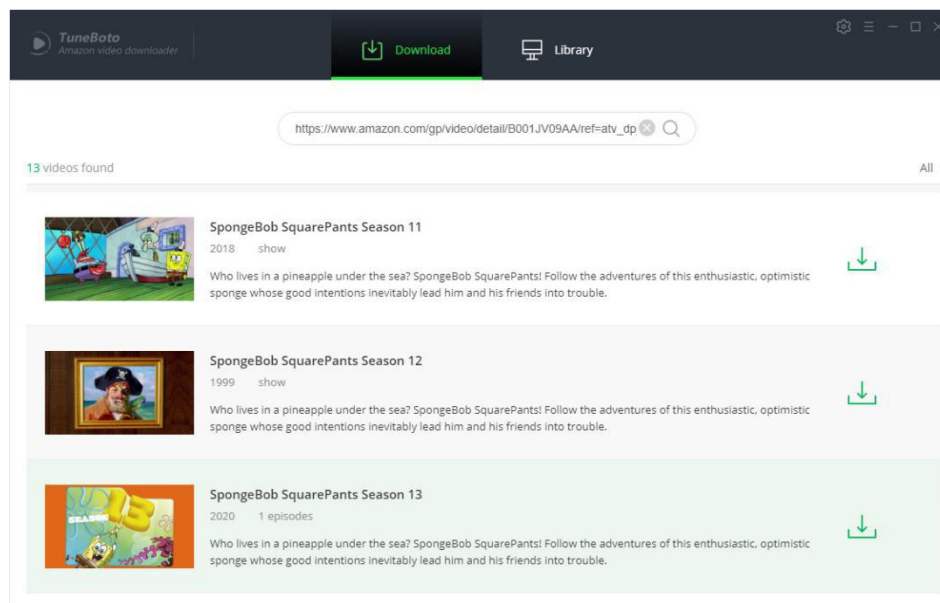 TuneBoto
Amazon video downloader
Download
Library
https://www.amazon.com/gp/video/detail/B001JV09AA/ref=atv_dp
13 videos found
All
SpongeBob SquarePants Season 11
2018 show
Who lives in a pineapple under the sea? SpongeBob SquarePants! Follow the adventures of this enthusiastic, optimistic
sponge whose good intentions inevitably lead him and his friends into trouble.
SpongeBob SquarePants Season 12
1999 show
Who lives in a pineapple under the sea? SpongeBob SquarePants! Follow the adventures of this enthusiastic, optimistic
sponge whose good intentions inevitably lead him and his friends into trouble.
SEASON 13
SpongeBob SquarePants Season 13
2020 1 episodes
Who lives in a pineapple under the sea? SpongeBob SquarePants! Follow the adventures of this enthusiastic, optimistic
sponge whose good intentions inevitably lead him and his friends into trouble.